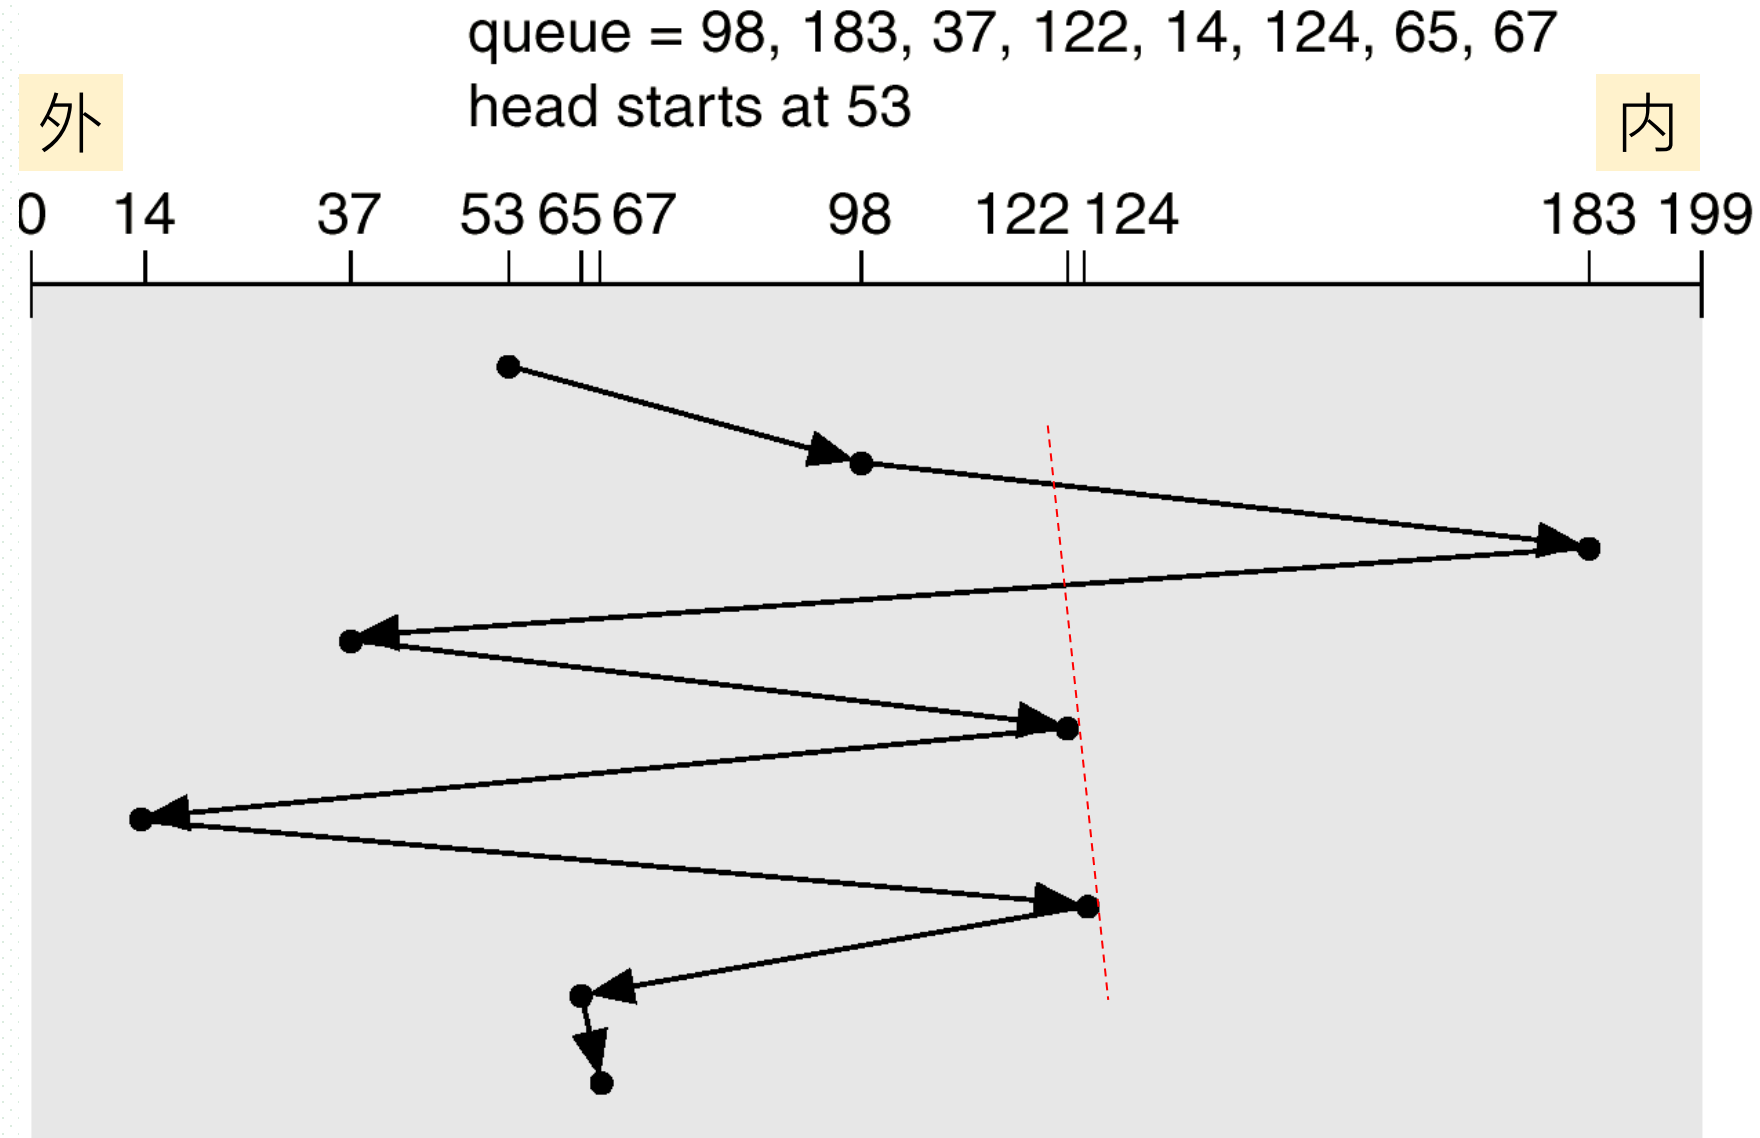 queue = 98, 183, 37, 122, 14, 124, 65, 67
head starts at 53
外
内
0 14 37 53 65 67 98 122 124 183 199